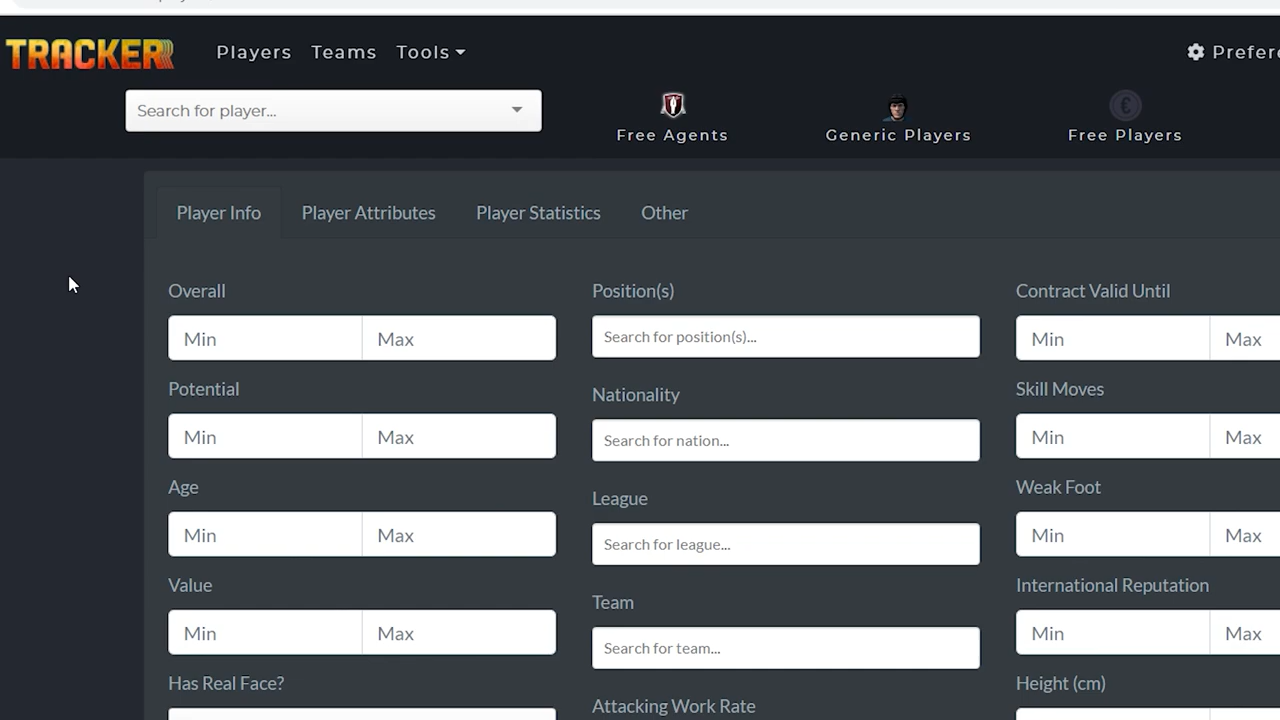 TRACKER
Players Teams Tools
Search for player...
Free Agents
Generic Players
Free Players
Player Info Player Attributes Player Statistics Other
Overall
Min Max
Potential
Min Max
Age
Min Max
Value
Min Max
Has Real Face?
Position(s)
Search for position(s)...
Nationality
Search for nation...
League
Search for league...
Team
Search for team...
Attacking Work Rate
Contract Valid Until
Min Max
Skill Moves
Min Max
Weak Foot
Min Max
International Reputation
Min Max
Height (cm)